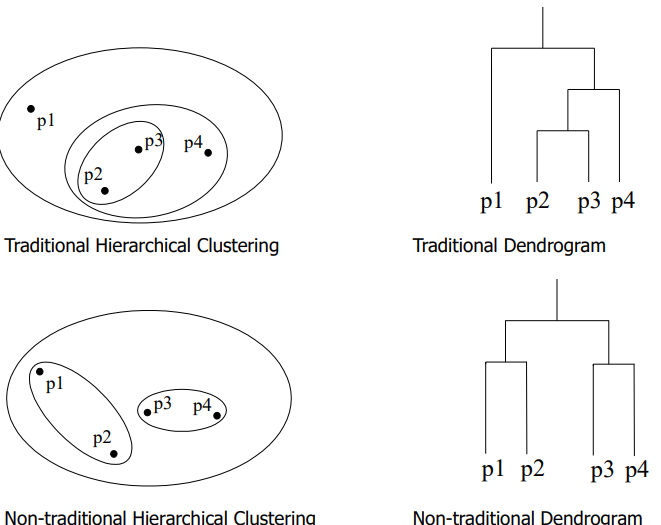 p1
p3
p4
p2
p1 p2 p3 p4
Traditional Hierarchical Clustering
Traditional Dendrogram
p1
p3 p4
p2
p1 p2 p3 p4
Non-traditional Hierarchical Clustering
Non-traditional Dendrogram